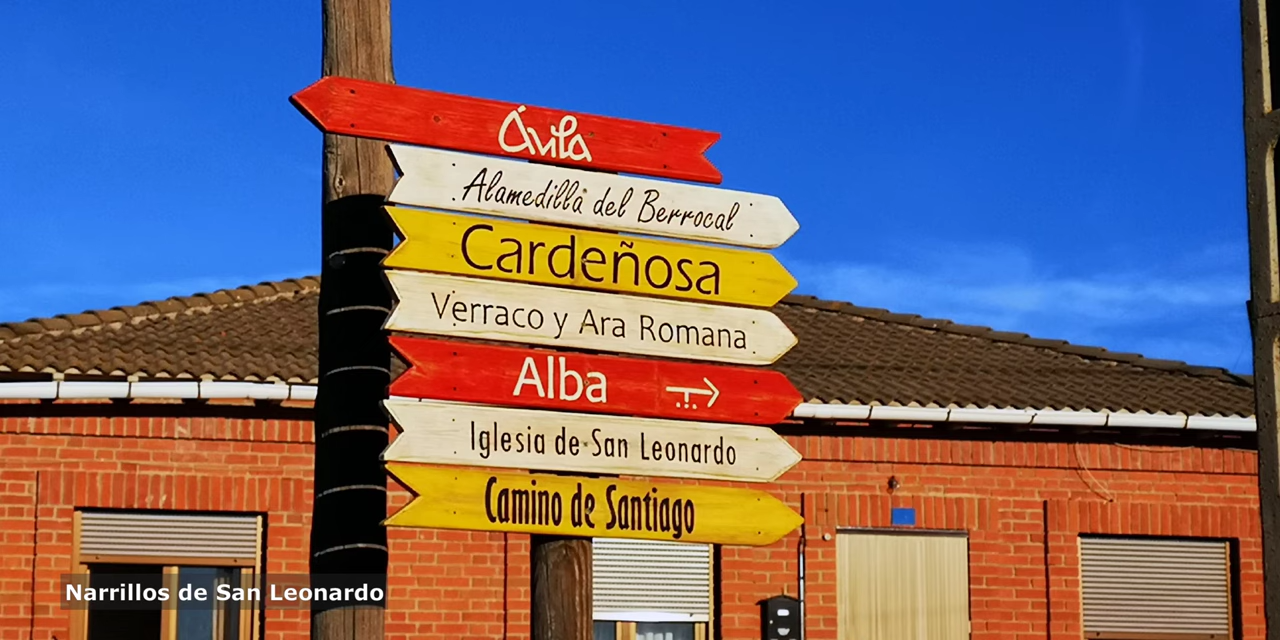 Ávila
Alamedilla del Berrocal
Cardeñosa
Verraco y Ara Romana
Alba
Iglesia de San Leonardo
Camino de Santiago
Narrillos de San Leonardo